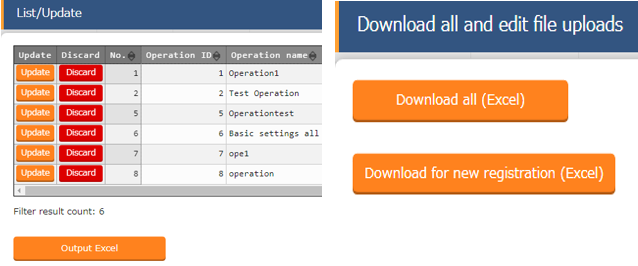 List/Update
Update Discard No. Operation ID Operation name
Update Discard 1 1 Operation1
Update Discard 2 2 Test Operation
Update Discard 5 5 Operationtest
Update Discard 6 6 Basic settings all
Update Discard 7 7 ope1
Update Discard 8 8 operation
Filter result count: 6
Output Excel
Download all and edit file uploads
Download all (Excel)
Download for new registration (Excel)